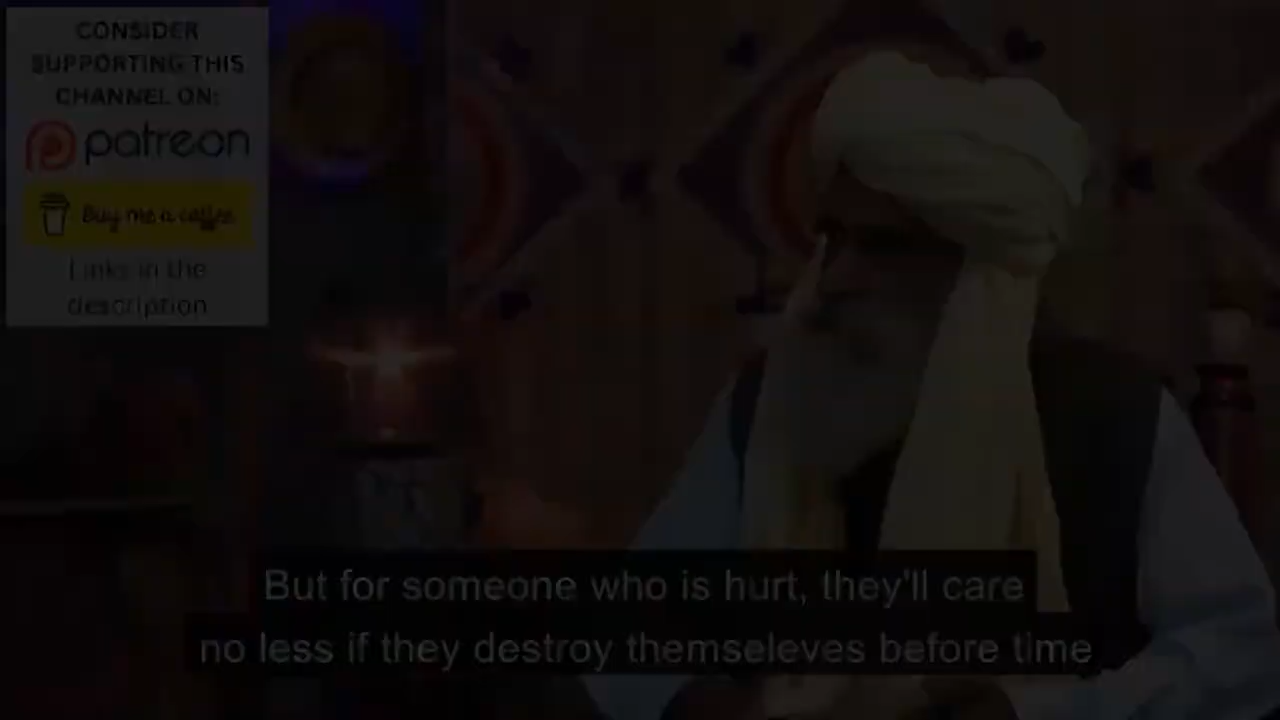 CONSIDER
SUPPORTING THIS
CHANNEL ON:
patreon
Buy me a coffee
Links in the
description
But for someone who is hurt, they'll care
no less if they destroy themseleves before time